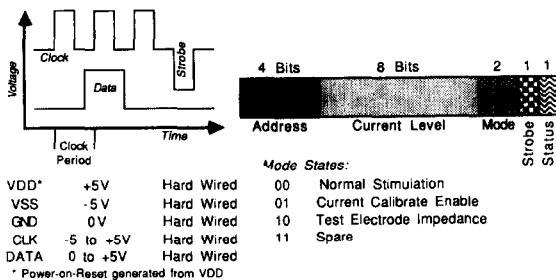 Voltage
Clock
Strobe
Data
Time
Clock
Period
4 Bits 8 Bits 2 1 1
Address Current Level Mode Strobe Status
Mode States:
00 Normal Stimulation
01 Current Calibrate Enable
10 Test Electrode Impedance
11 Spare
VDD* +5V Hard Wired
VSS -5V Hard Wired
GND 0V Hard Wired
CLK -5 to +5V Hard Wired
DATA 0 to +5V Hard Wired
* Power-on-Reset generated from VDD